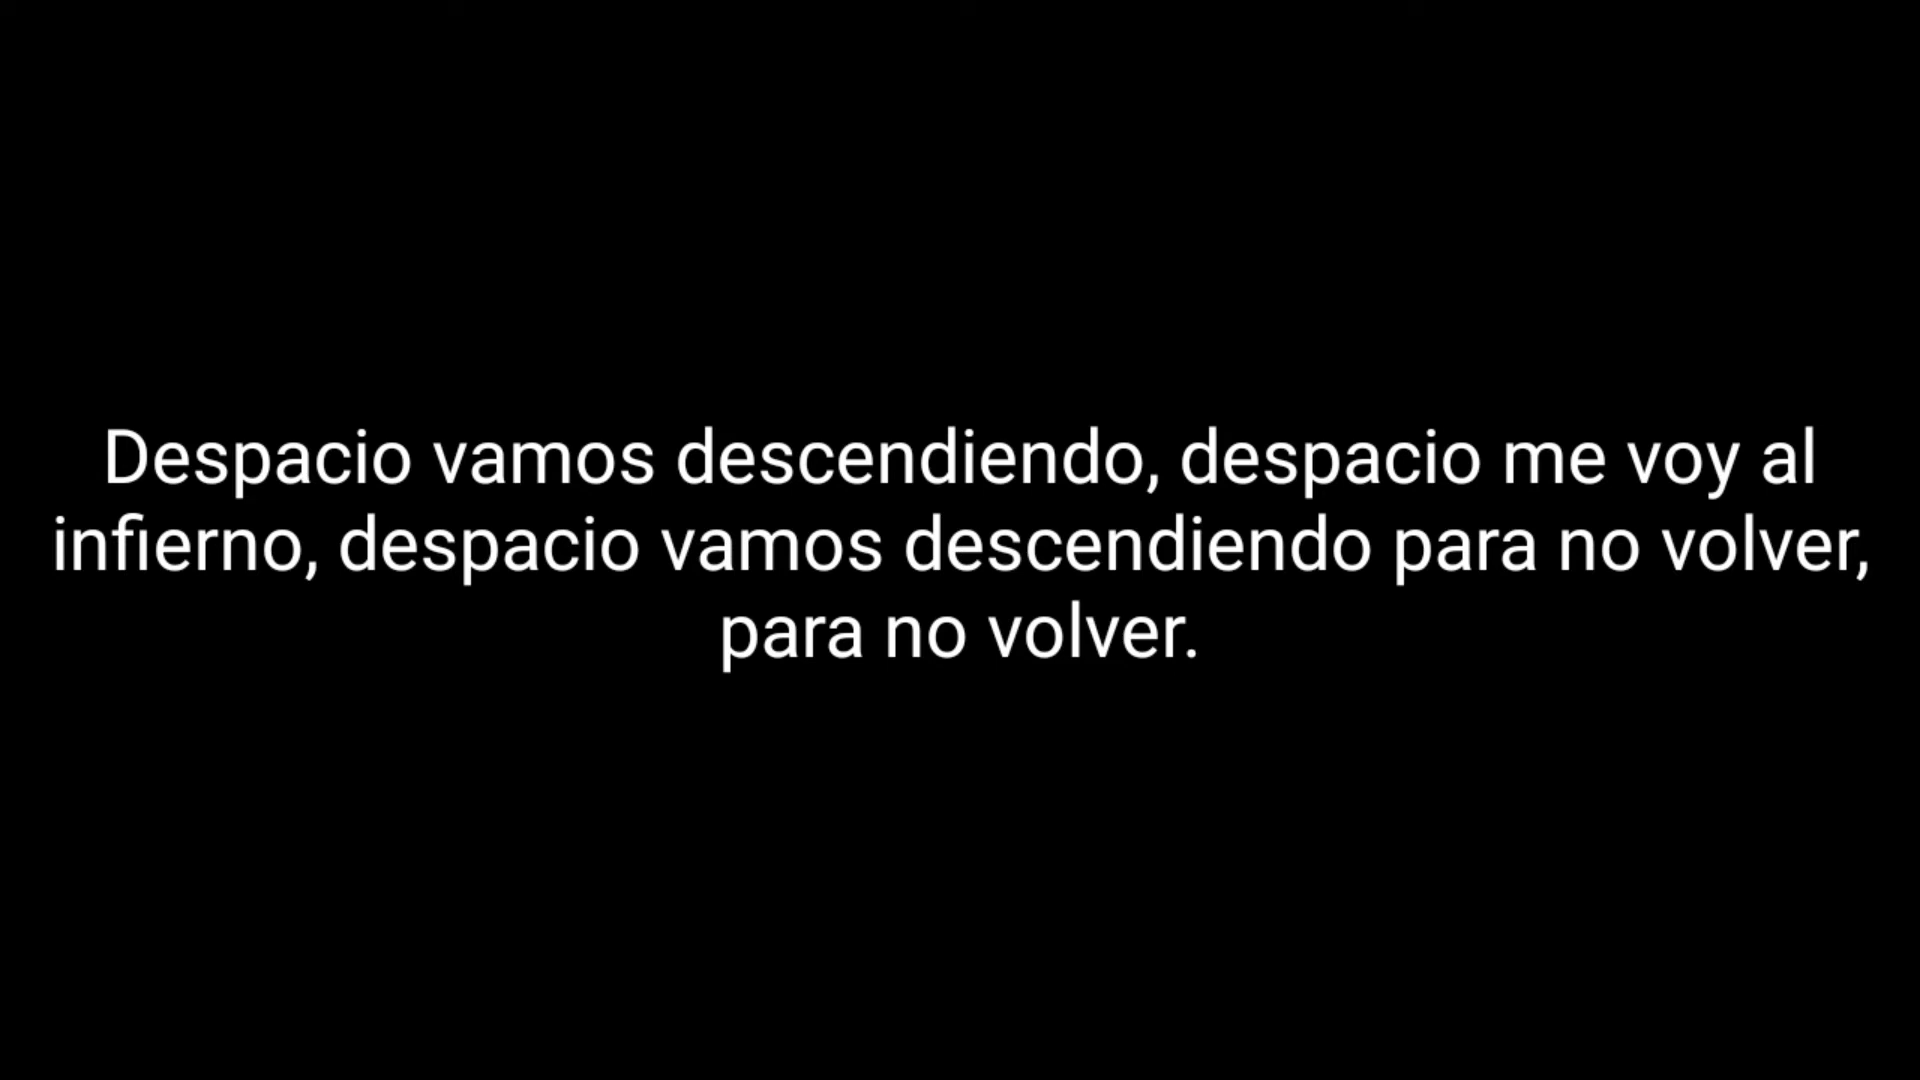 Despacio vamos descendiendo, despacio me voy al
infierno, despacio vamos descendiendo para no volver,
para no volver.